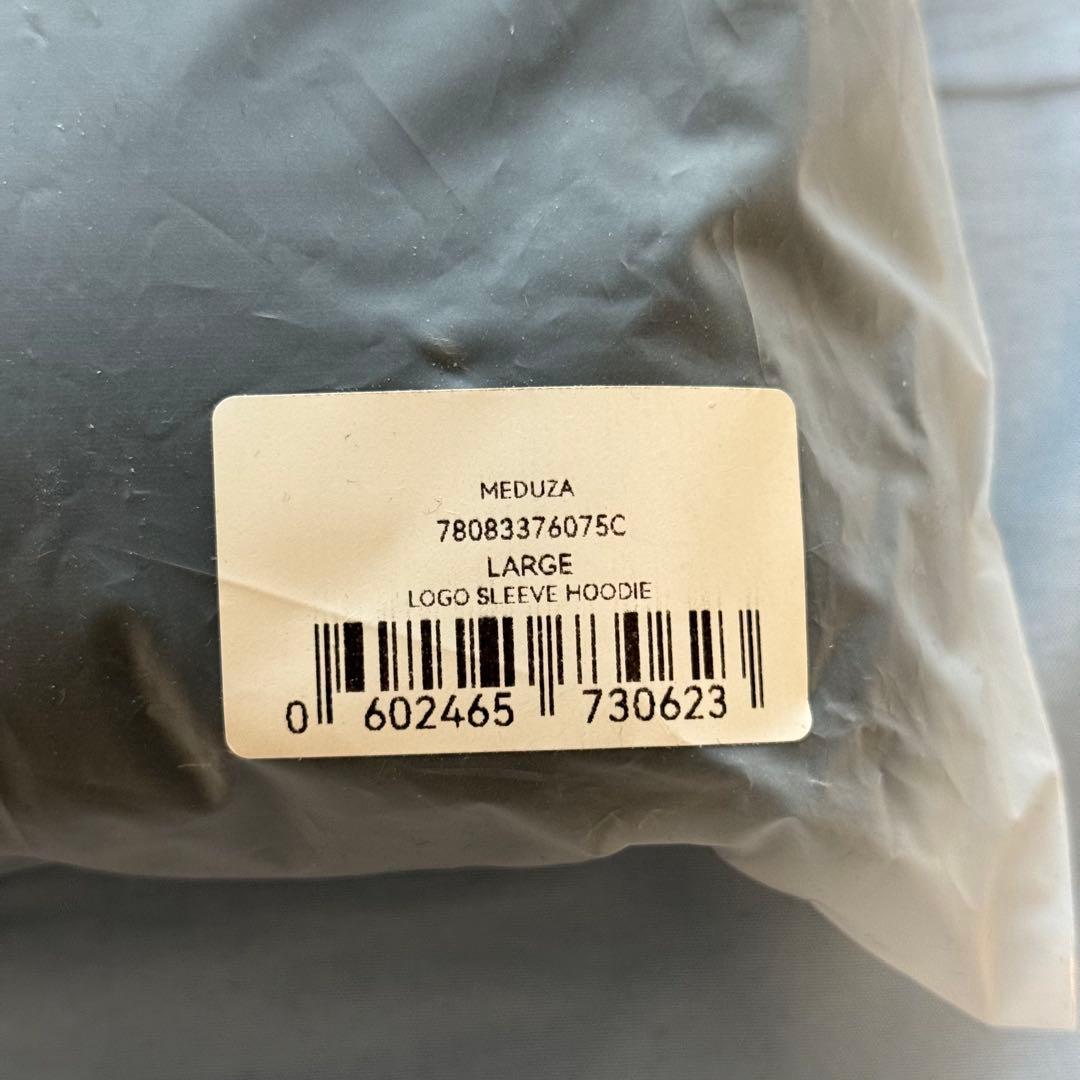 MEDUZA
78083376075C
LARGE
LOGO SLEEVE HOODIE
0 602465 730623